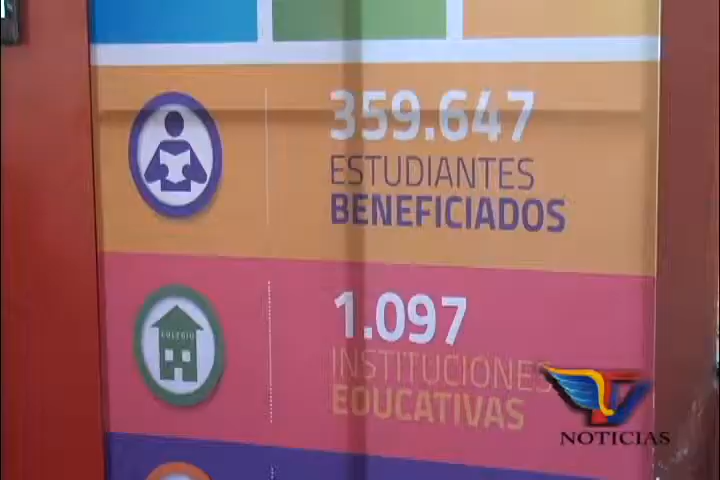 359.647
ESTUDIANTES
BENEFICIADOS
COLEGIO
1.097
INSTITUCIONES
EDUCATIVAS
TV
NOTICIAS